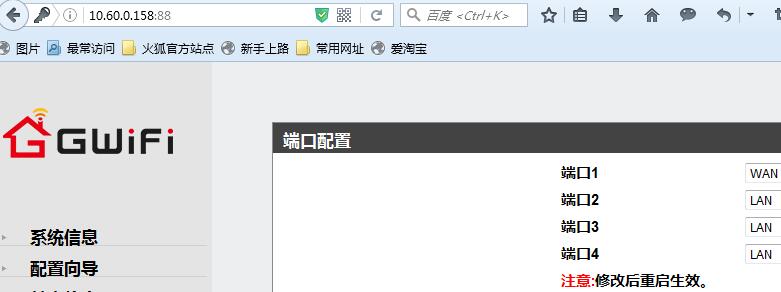 10.60.0.158:88
百度 <Ctrl+K>
图片 最常访问 火狐官方站点 新手上路 常用网址 爱淘宝
GWiFi
端口配置
端口1 WAN
端口2 LAN
端口3 LAN
端口4 LAN
注意:修改后重启生效。
系统信息
配置向导